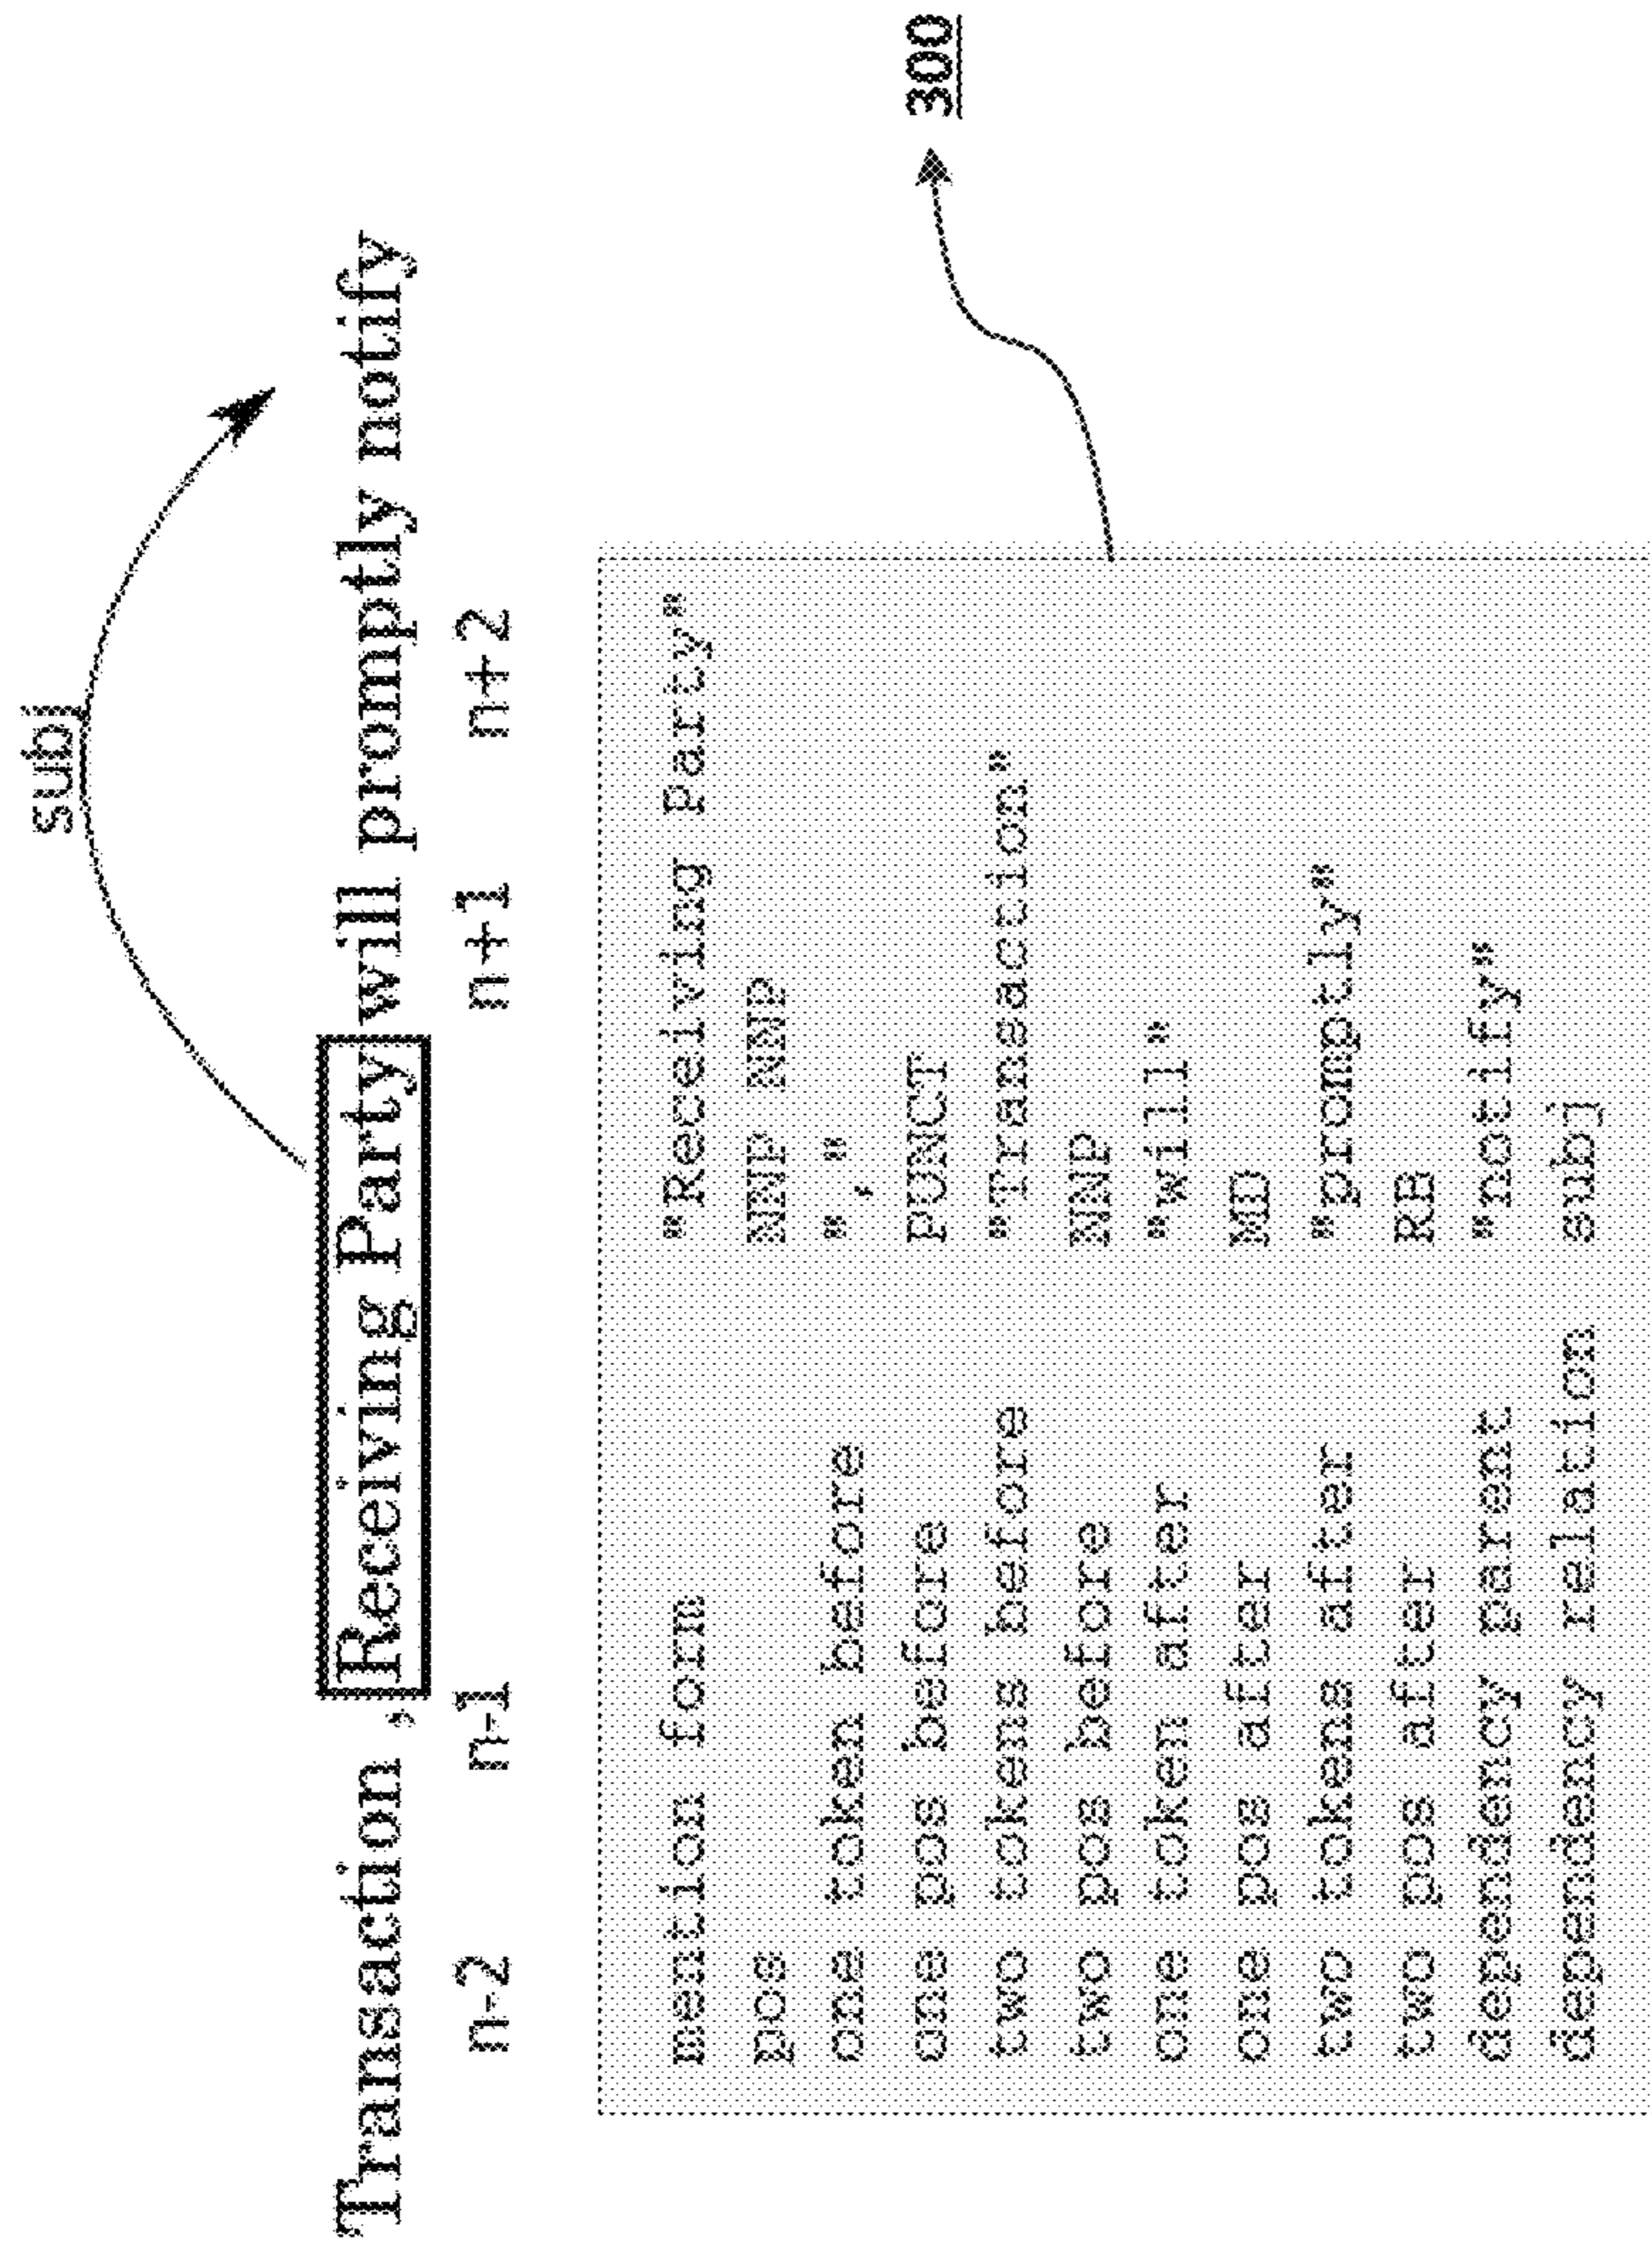 subj
Transaction , Receiving Party will promptly notify
n-2 n-1 n+1 n+2
mention form "Receiving Party"
pos NNP NNP
one token before ","
one pos before PUNCT
two tokens before "Transaction"
two pos before NNP
one token after "will"
one pos after MD
two tokens after "promptly"
two pos after RB
dependency parent "notify"
dependency relation subj
300